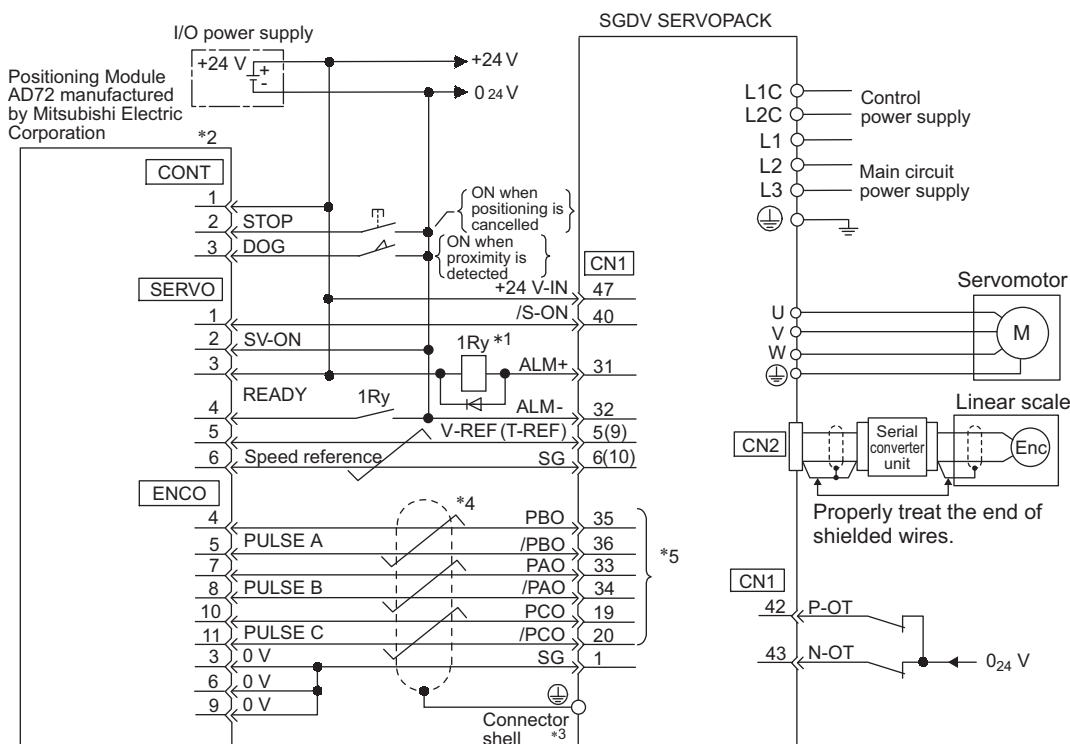 SGDV SERVOPACK
I/O power supply
+24 V
+
-
+24 V
0 24 V
Positioning Module
AD72 manufactured
by Mitsubishi Electric
Corporation
*2
CONT
1
2 STOP
3 DOG
ON when
positioning is
cancelled
ON when
proximity is
detected
SERVO
1
2 SV-ON
3
READY
4
5
6 Speed reference
1Ry
1Ry *1
CN1
+24 V-IN 47
/S-ON 40
ALM+ 31
ALM- 32
V-REF (T-REF) 5(9)
SG 6(10)
ENCO
4
PULSE A
5
7
PULSE B
8
10
PULSE C
11
3 0 V
6 0 V
9 0 V
*4
PBO 35
/PBO 36
PAO 33
/PAO 34
PCO 19
/PCO 20
SG 1
*5
Connector
shell *3
L1C
L2C
Control
power supply
L1
L2
L3
Main circuit
power supply
Servomotor
U
V
W
M
Linear scale
CN2
Serial
converter
unit
Enc
Properly treat the end of
shielded wires.
CN1
42 P-OT
43 N-OT
024 V